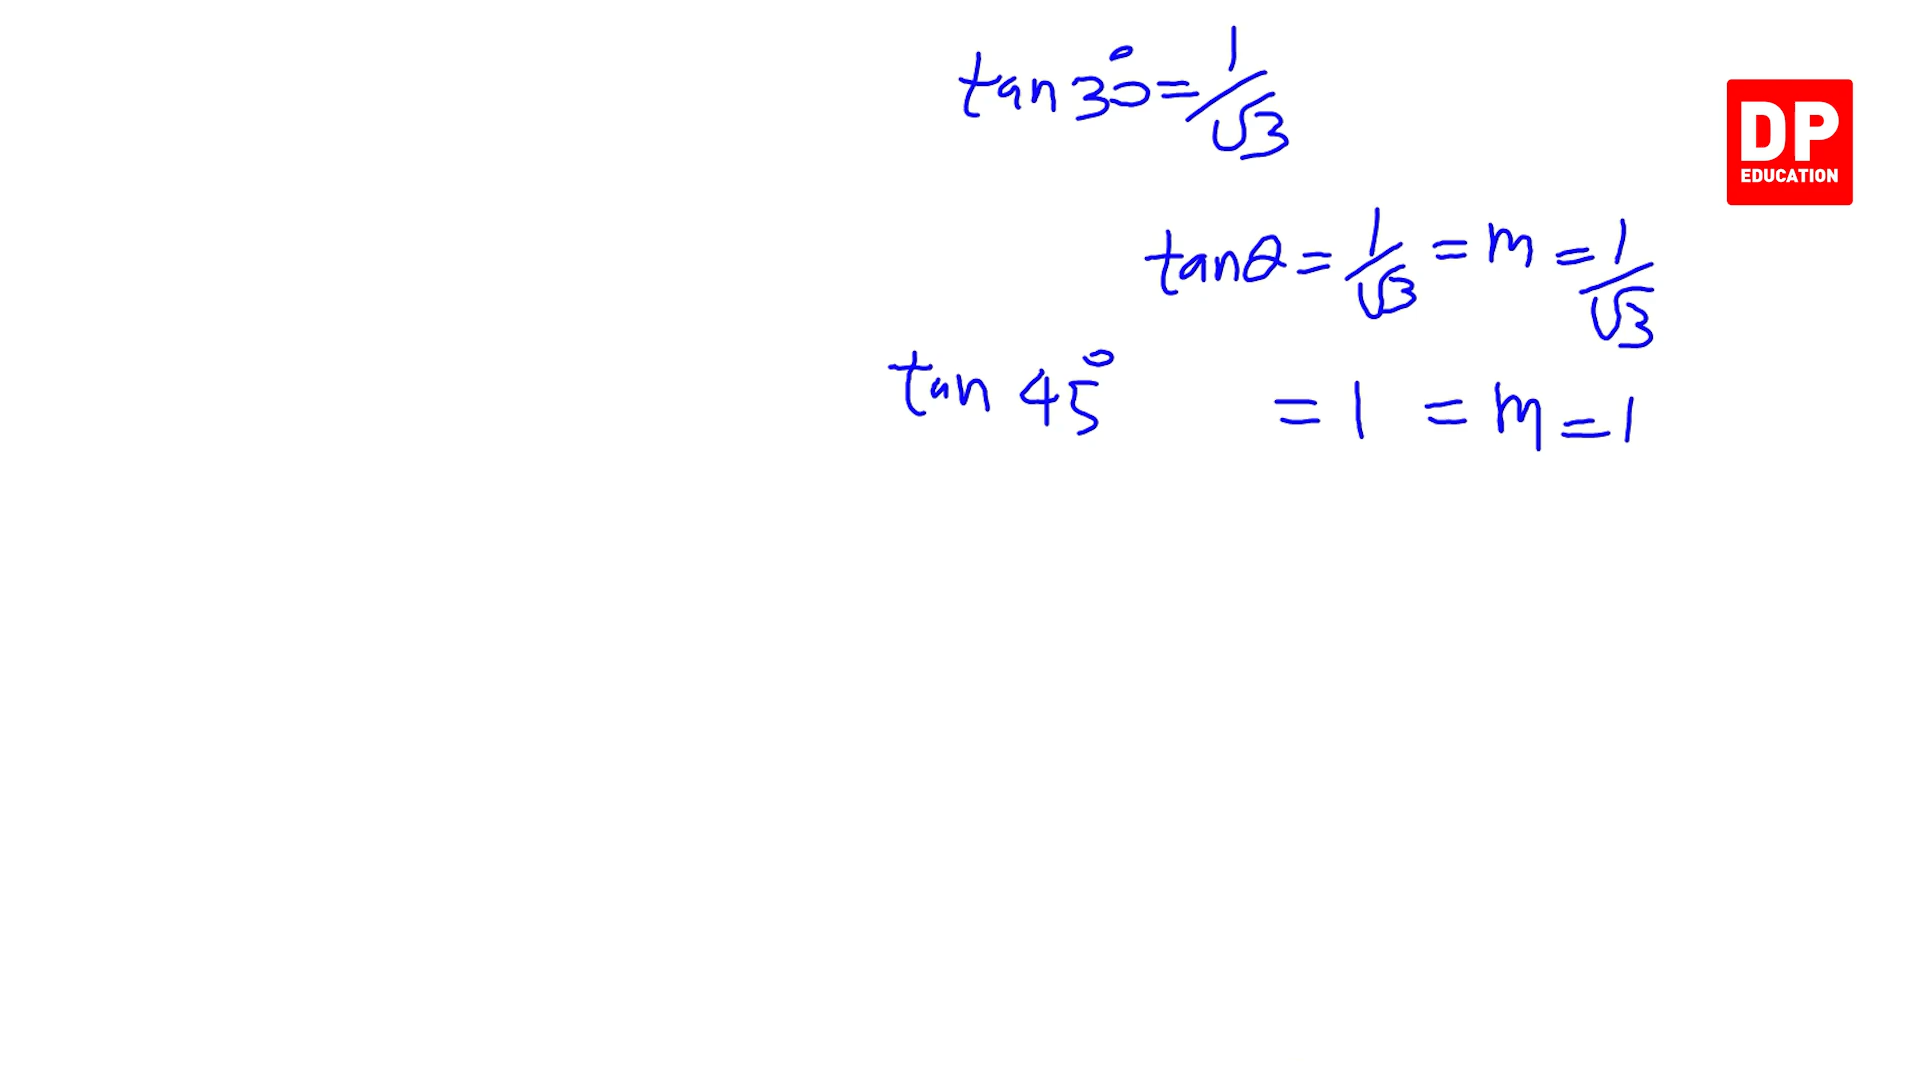 tan 30° = 1/√3
DP
EDUCATION
tanθ = 1/√3 = m = 1/√3
tan 45° = 1 = m = 1